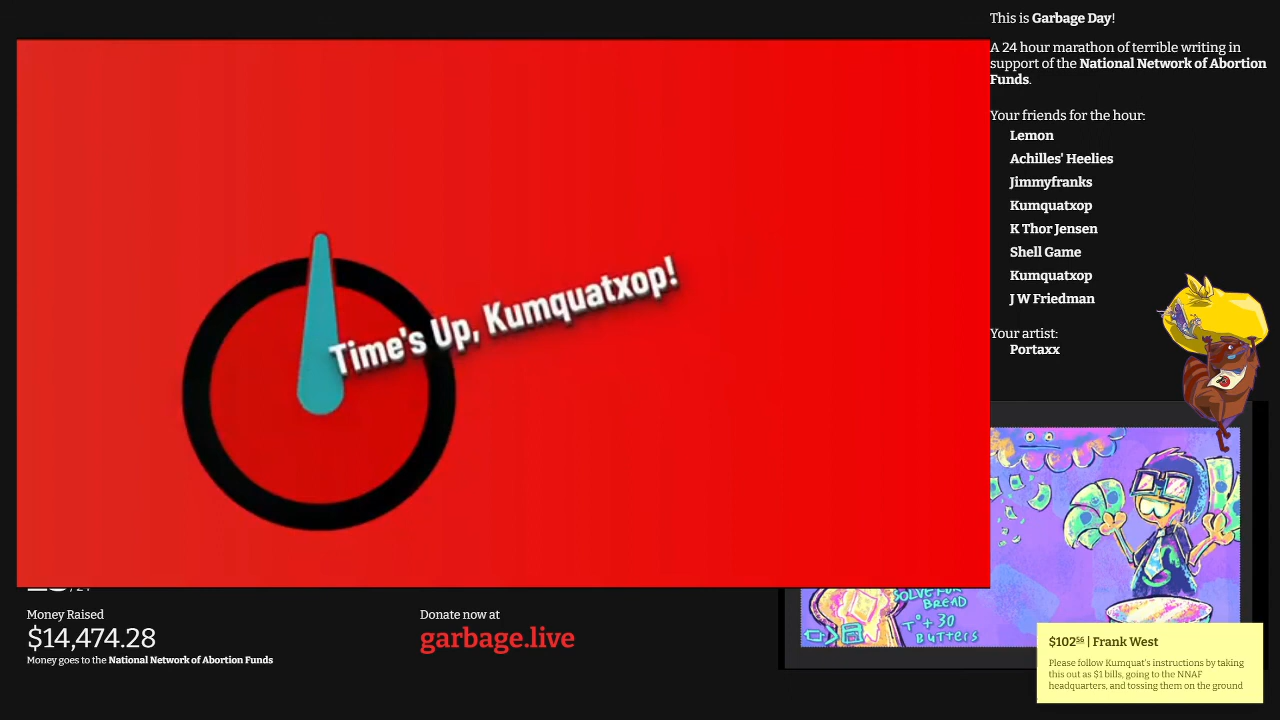 This is Garbage Day!
A 24 hour marathon of terrible writing in
support of the National Network of Abortion
Funds.
Your friends for the hour:
Lemon
Achilles' Heelies
Jimmyfranks
Kumquatxop
K Thor Jensen
Shell Game
Kumquatxop
J W Friedman
Your artist:
Portaxx
Time's Up, Kumquatxop!
Money Raised
$14,474.28
Money goes to the National Network of Abortion Funds
Donate now at
garbage.live
SOLVE FOR
BREAD
T° + 30
BUTTERS
$102⁵⁶ | Frank West
Please follow Kumquat's instructions by taking
this out as $1 bills, going to the NNAF
headquarters, and tossing them on the ground